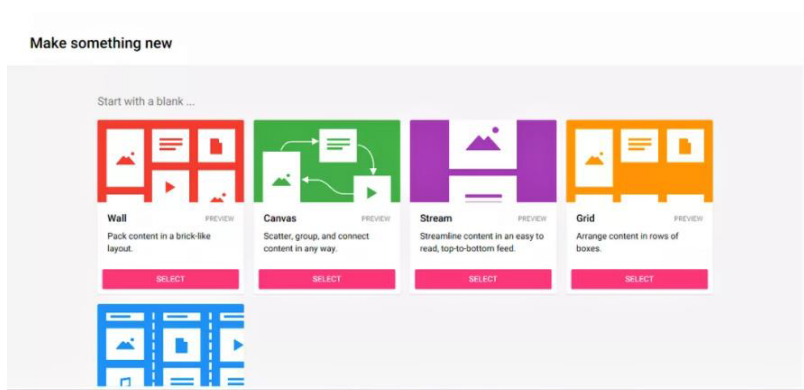 Make something new
Start with a blank ...
Wall PREVIEW
Pack content in a brick-like
layout.
SELECT
Canvas PREVIEW
Scatter, group, and connect
content in any way.
SELECT
Stream PREVIEW
Streamline content in an easy to
read, top-to-bottom feed.
SELECT
Grid PREVIEW
Arrange content in rows of
boxes.
SELECT